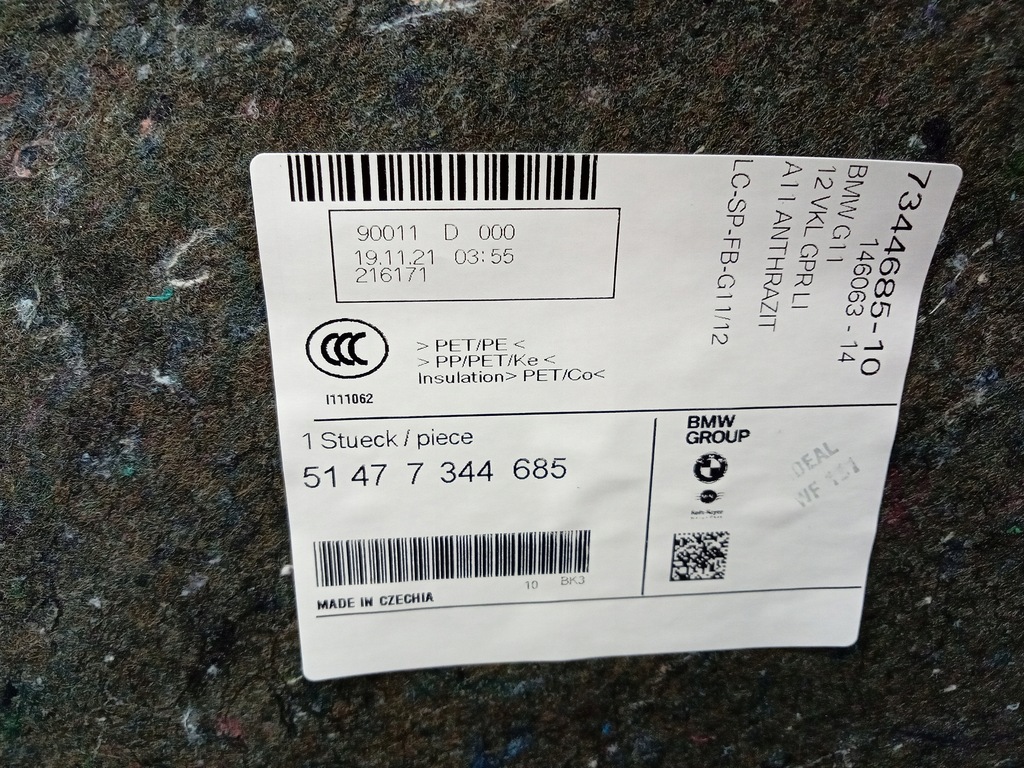 90011 D 000
19.11.21 03:55
216171
CCC
I111062
> PET/PE <
> PP/PET/Ke <
Insulation> PET/Co<
7344685-10
146063 - 14
BMW G11
12 VKL GPR LI
A11 ANTHRAZIT
LC-SP-FB-G11/12
1 Stueck / piece
51 47 7 344 685
10 BK3
MADE IN CZECHIA
BMW
GROUP